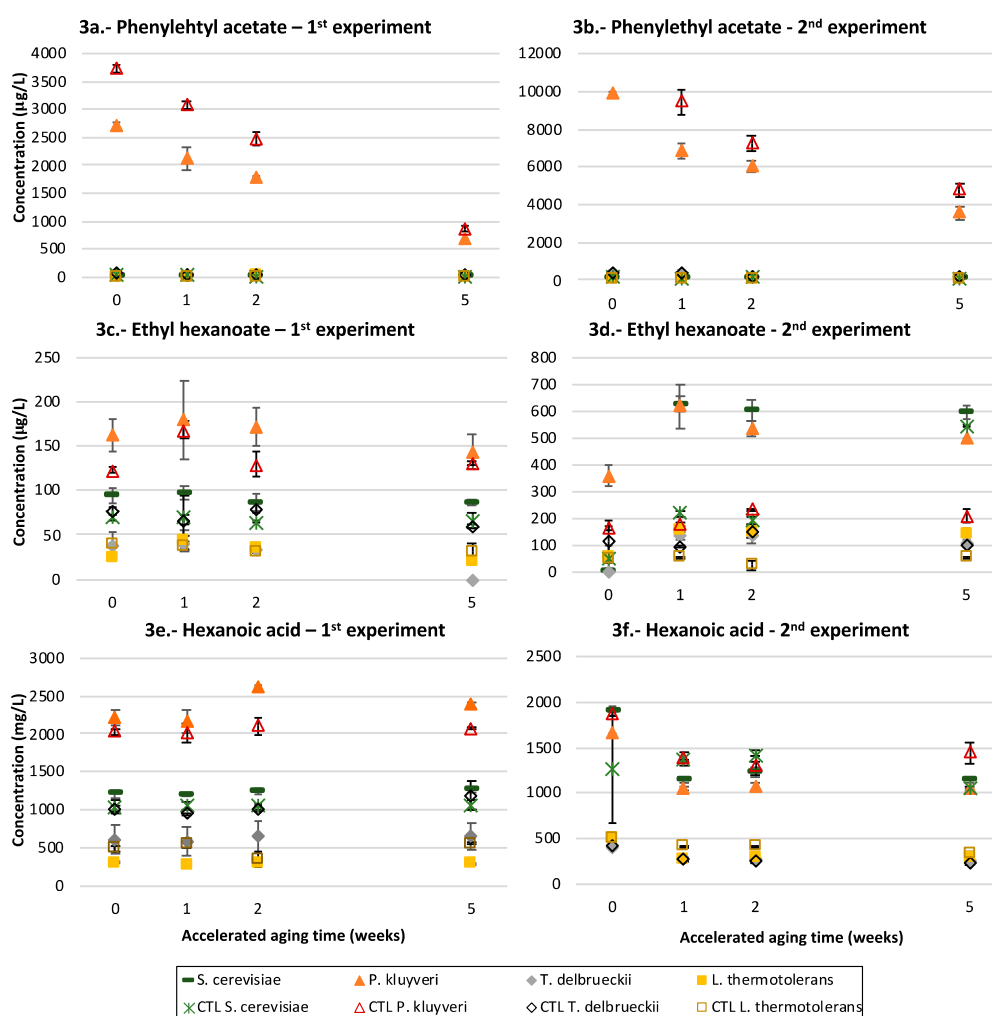 3a.- Phenylehtyl acetate – 1st experiment
3b.- Phenylethyl acetate - 2nd experiment
Concentration (µg/L)
4000
3500
3000
2500
2000
1500
1000
500
0
0 1 2 5
12000
10000
8000
6000
4000
2000
0
0 1 2 5
3c.- Ethyl hexanoate – 1st experiment
3d.- Ethyl hexanoate - 2nd experiment
Concentration (µg/L)
250
200
150
100
50
0
0 1 2 5
800
700
600
500
400
300
200
100
0
0 1 2 5
3e.- Hexanoic acid – 1st experiment
3f.- Hexanoic acid - 2nd experiment
Concentration (mg/L)
3000
2500
2000
1500
1000
500
0
0 1 2 5
Accelerated aging time (weeks)
2500
2000
1500
1000
500
0
0 1 2 5
Accelerated aging time (weeks)
S. cerevisiae P. kluyveri T. delbrueckii L. thermotolerans
CTL S. cerevisiae CTL P. kluyveri CTL T. delbrueckii CTL L. thermotolerans